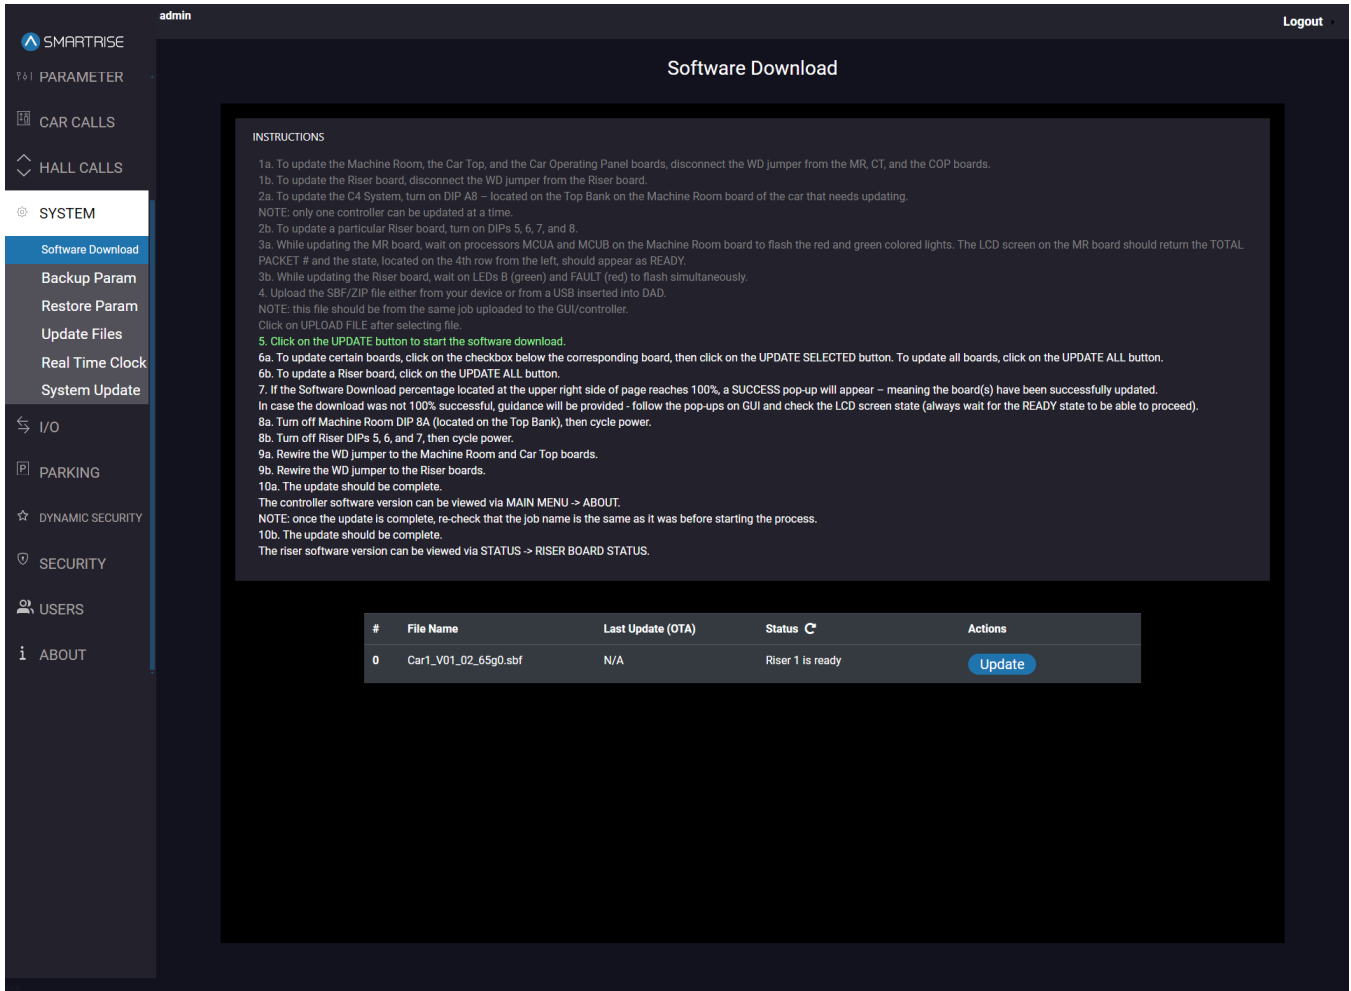 admin
Logout
SMARTRISE
PARAMETER
CAR CALLS
HALL CALLS
SYSTEM
Software Download
Backup Param
Restore Param
Update Files
Real Time Clock
System Update
I/O
P PARKING
DYNAMIC SECURITY
SECURITY
USERS
i ABOUT
Software Download
INSTRUCTIONS
1a. To update the Machine Room, the Car Top, and the Car Operating Panel boards, disconnect the WD jumper from the MR, CT, and the COP boards.
1b. To update the Riser board, disconnect the WD jumper from the Riser board.
2a. To update the C4 System, turn on DIP A8 – located on the Top Bank on the Machine Room board of the car that needs updating.
NOTE: only one controller can be updated at a time.
2b. To update a particular Riser board, turn on DIPs 5, 6, 7, and 8.
3a. While updating the MR board, wait on processors MCUA and MCUB on the Machine Room board to flash the red and green colored lights. The LCD screen on the MR board should return the TOTAL
PACKET # and the state, located on the 4th row from the left, should appear as READY.
3b. While updating the Riser board, wait on LEDs B (green) and FAULT (red) to flash simultaneously.
4. Upload the SBF/ZIP file either from your device or from a USB inserted into DAD.
NOTE: this file should be from the same job uploaded to the GUI/controller.
Click on UPLOAD FILE after selecting file.
5. Click on the UPDATE button to start the software download.
6a. To update certain boards, click on the checkbox below the corresponding board, then click on the UPDATE SELECTED button. To update all boards, click on the UPDATE ALL button.
6b. To update a Riser board, click on the UPDATE ALL button.
7. If the Software Download percentage located at the upper right side of page reaches 100%, a SUCCESS pop-up will appear – meaning the board(s) have been successfully updated.
In case the download was not 100% successful, guidance will be provided - follow the pop-ups on GUI and check the LCD screen state (always wait for the READY state to be able to proceed).
8a. Turn off Machine Room DIP 8A (located on the Top Bank), then cycle power.
8b. Turn off Riser DIPs 5, 6, and 7, then cycle power.
9a. Rewire the WD jumper to the Machine Room and Car Top boards.
9b. Rewire the WD jumper to the Riser boards.
10a. The update should be complete.
The controller software version can be viewed via MAIN MENU -> ABOUT.
NOTE: once the update is complete, re-check that the job name is the same as it was before starting the process.
10b. The update should be complete.
The riser software version can be viewed via STATUS -> RISER BOARD STATUS.
# File Name Last Update (OTA) Status Actions
0 Car1_V01_02_65g0.sbf N/A Riser 1 is ready Update